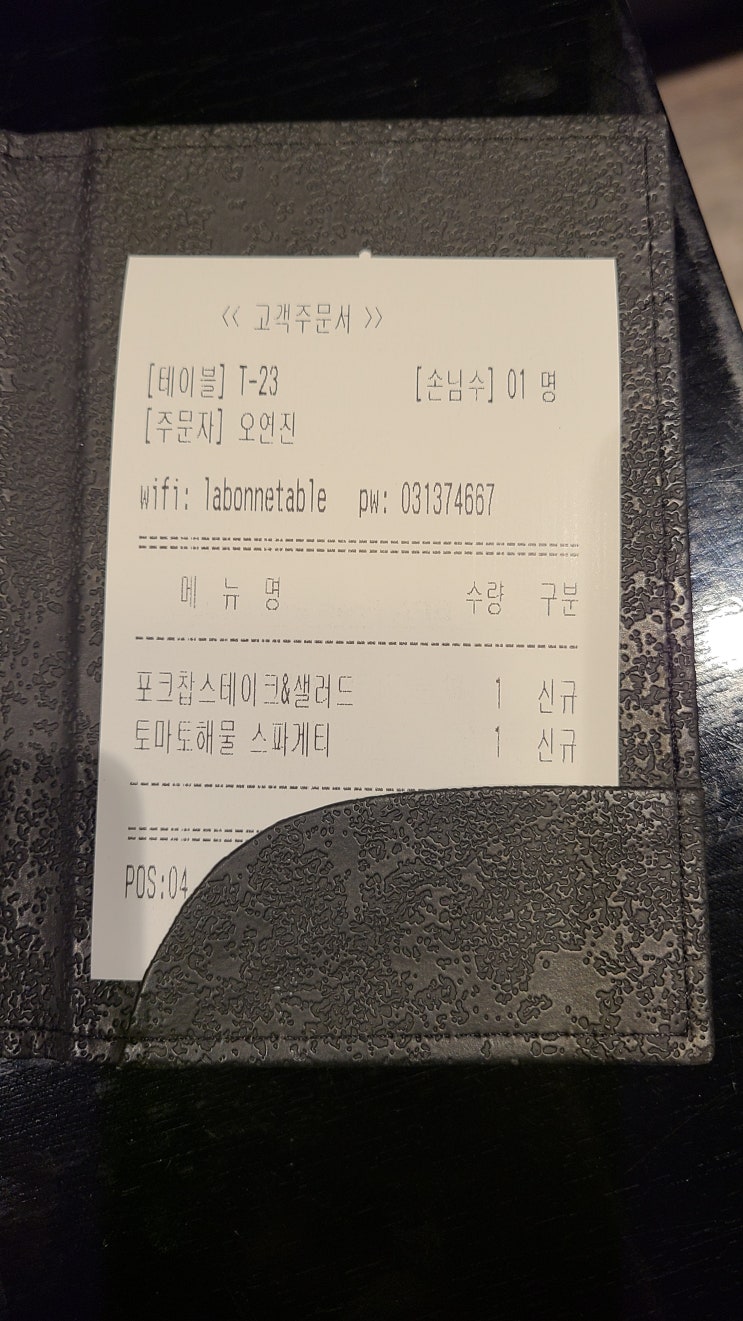 << 고객주문서 >>
[테이블] T-23 [손님수] 01 명
[주문자] 오연진
wifi: labonnetable pw: 031374667
메 뉴 명 수량 구분
포크찹스테이크&샐러드 1 신규
토마토해물 스파게티 1 신규
POS:04